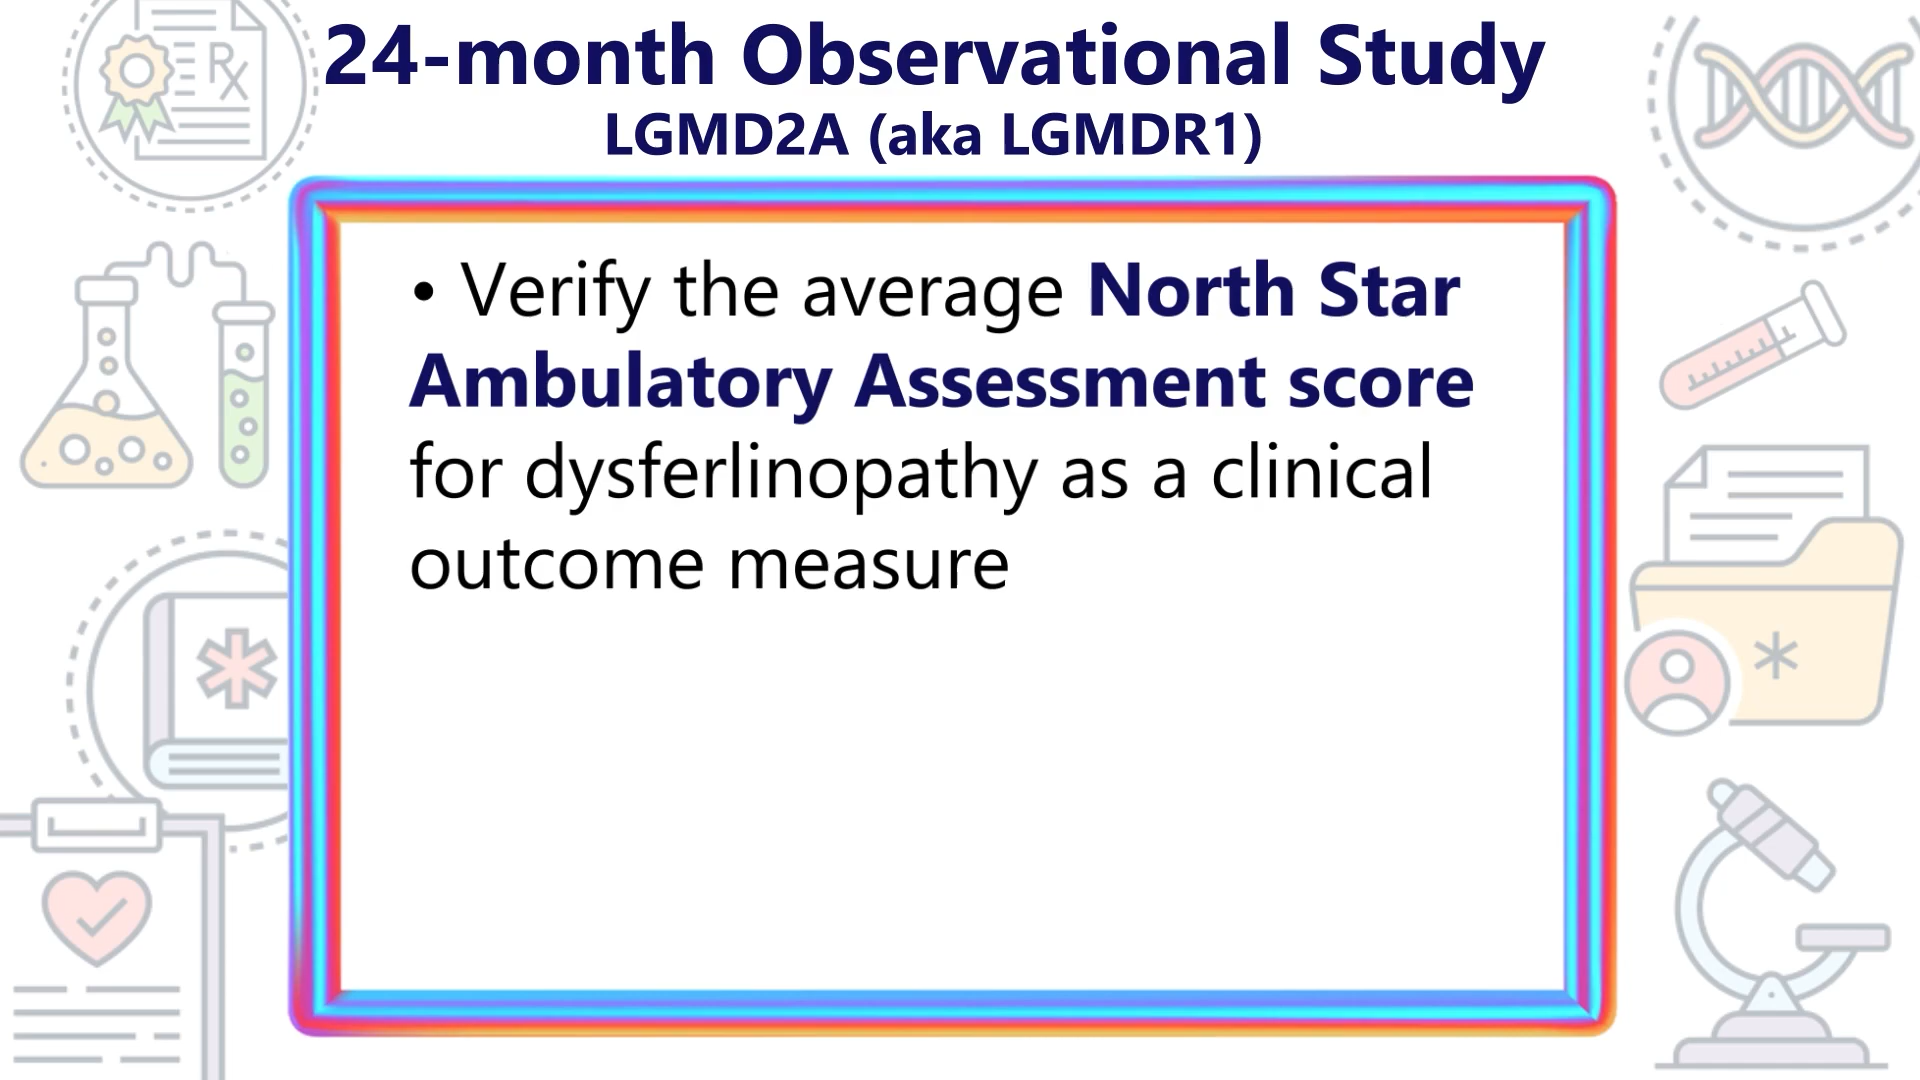 24-month Observational Study
LGMD2A (aka LGMDR1)
Rx
• Verify the average North Star
Ambulatory Assessment score
for dysferlinopathy as a clinical
outcome measure